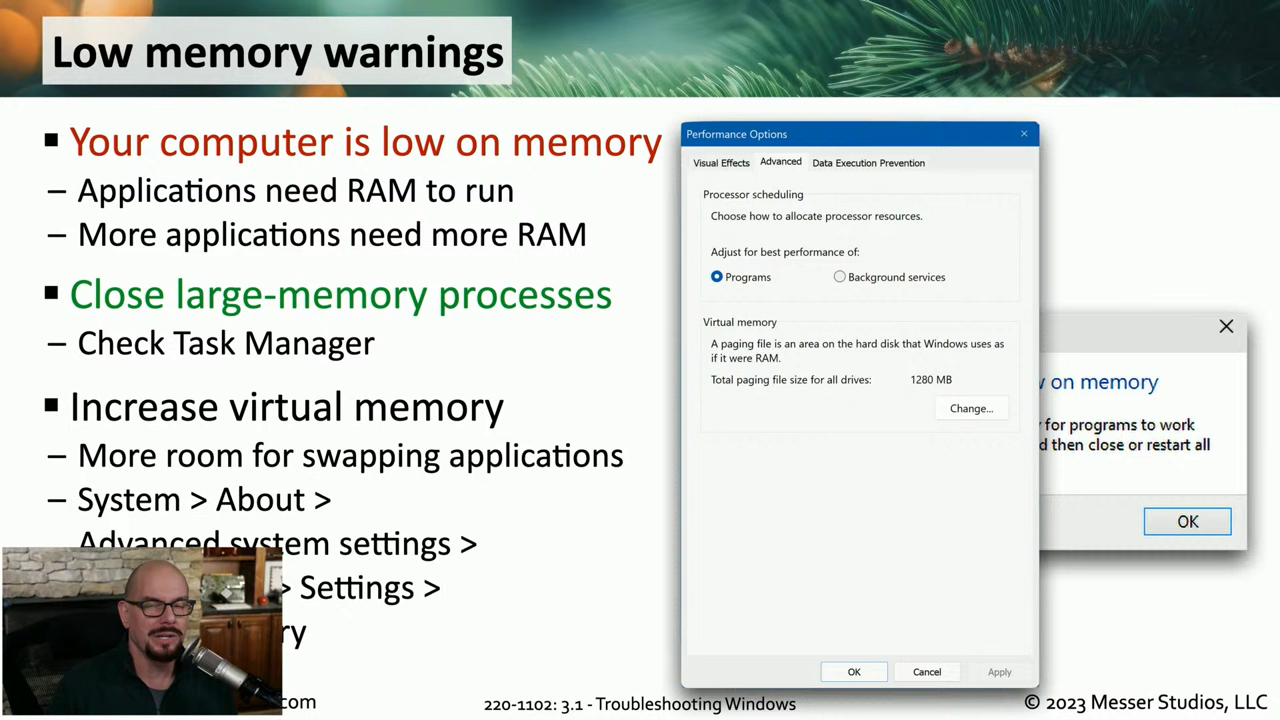 Low memory warnings
▪ Your computer is low on memory
– Applications need RAM to run
– More applications need more RAM
▪ Close large-memory processes
– Check Task Manager
▪ Increase virtual memory
– More room for swapping applications
– System > About >
Advanced system settings >
> Settings >
ry
Performance Options
Visual Effects
Advanced
Data Execution Prevention
Processor scheduling
Choose how to allocate processor resources.
Adjust for best performance of:
Programs
Background services
Virtual memory
A paging file is an area on the hard disk that Windows uses as
if it were RAM.
Total paging file size for all drives: 1280 MB
Change...
OK
Cancel
Apply
w on memory
y for programs to work
d then close or restart all
OK
.com
220-1102: 3.1 - Troubleshooting Windows
© 2023 Messer Studios, LLC